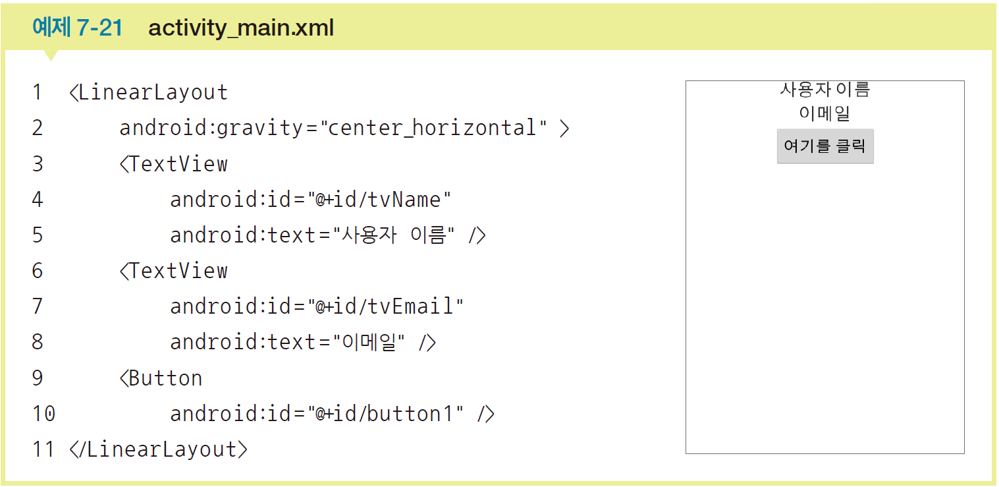 예제 7-21 activity_main.xml
1 <LinearLayout
2 android:gravity="center_horizontal" >
3 <TextView
4 android:id="@+id/tvName"
5 android:text="사용자 이름" />
6 <TextView
7 android:id="@+id/tvEmail"
8 android:text="이메일" />
9 <Button
10 android:id="@+id/button1" />
11 </LinearLayout>
사용자 이름
이메일
여기를 클릭